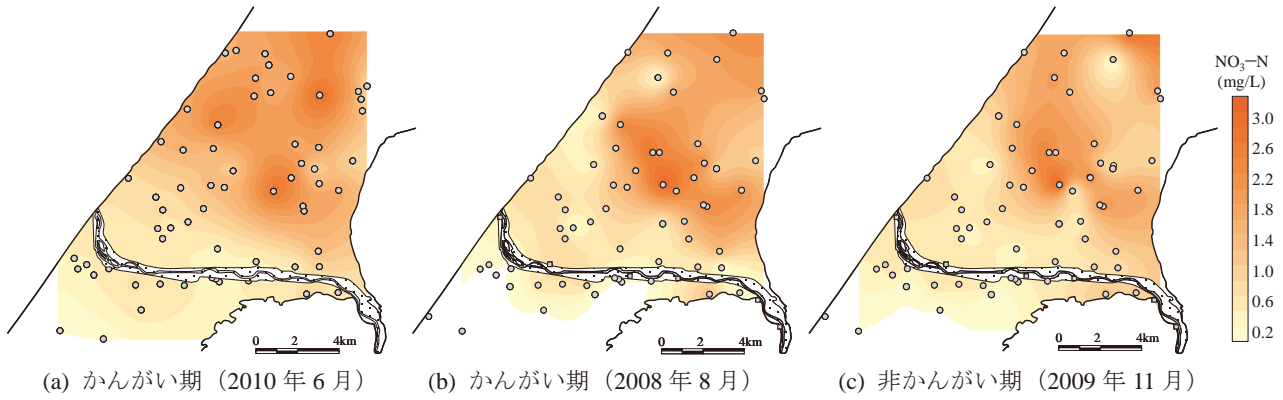 NO₃−N
(mg/L)
3.0
2.6
2.2
1.8
1.4
1.0
0.6
0.2
0 2 4km
0 2 4km
0 2 4km
(a) かんがい期（2010 年 6 月）
(b) かんがい期（2008 年 8 月）
(c) 非かんがい期（2009 年 11 月）